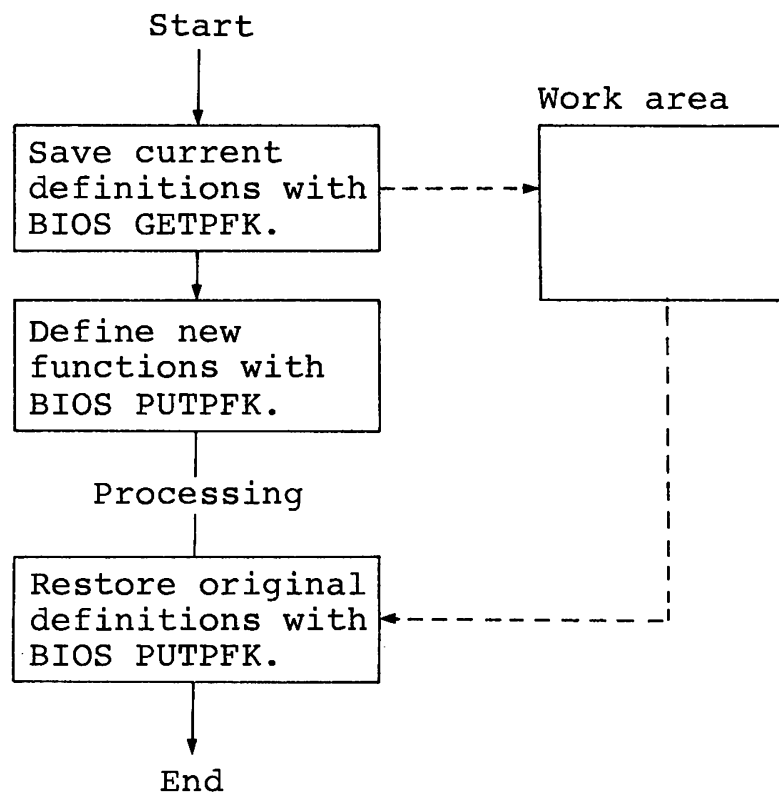 Start
Work area
Save current
definitions with
BIOS GETPFK.
Define new
functions with
BIOS PUTPFK.
Processing
Restore original
definitions with
BIOS PUTPFK.
End